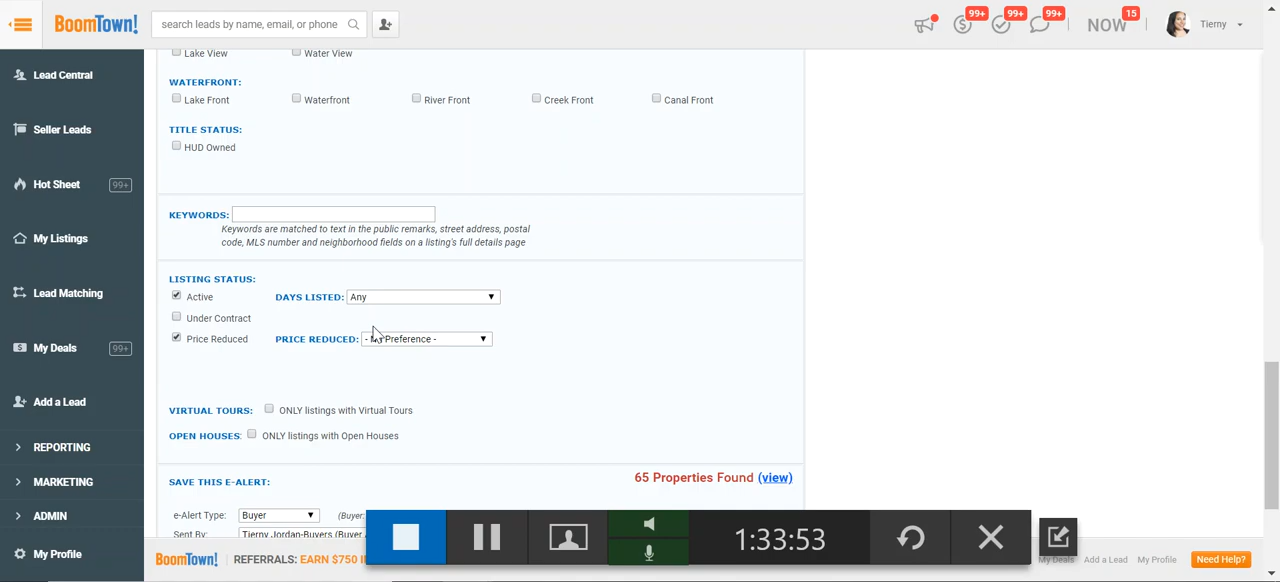 BOOMTOWN!
search leads by name, email, or phone
99+
99+
99+
NOW
15
Tierny
Lead Central
Seller Leads
Hot Sheet
99+
My Listings
Lead Matching
My Deals
99+
Add a Lead
REPORTING
MARKETING
ADMIN
My Profile
Lake View
Water View
WATERFRONT:
Lake Front
Waterfront
River Front
Creek Front
Canal Front
TITLE STATUS:
HUD Owned
KEYWORDS:
Keywords are matched to text in the public remarks, street address, postal
code, MLS number and neighborhood fields on a listing's full details page
LISTING STATUS:
Active
DAYS LISTED: Any
Under Contract
Price Reduced
PRICE REDUCED: - My Preference -
VIRTUAL TOURS: ONLY listings with Virtual Tours
OPEN HOUSES: ONLY listings with Open Houses
SAVE THIS E-ALERT:
65 Properties Found (view)
e-Alert Type: Buyer (Buyer:
Sent By: Tierny Jordan-Buyers (Buyer
1:33:53
BOOMTOWN! REFERRALS: EARN $750
My Deals Add a Lead My Profile Need Help?